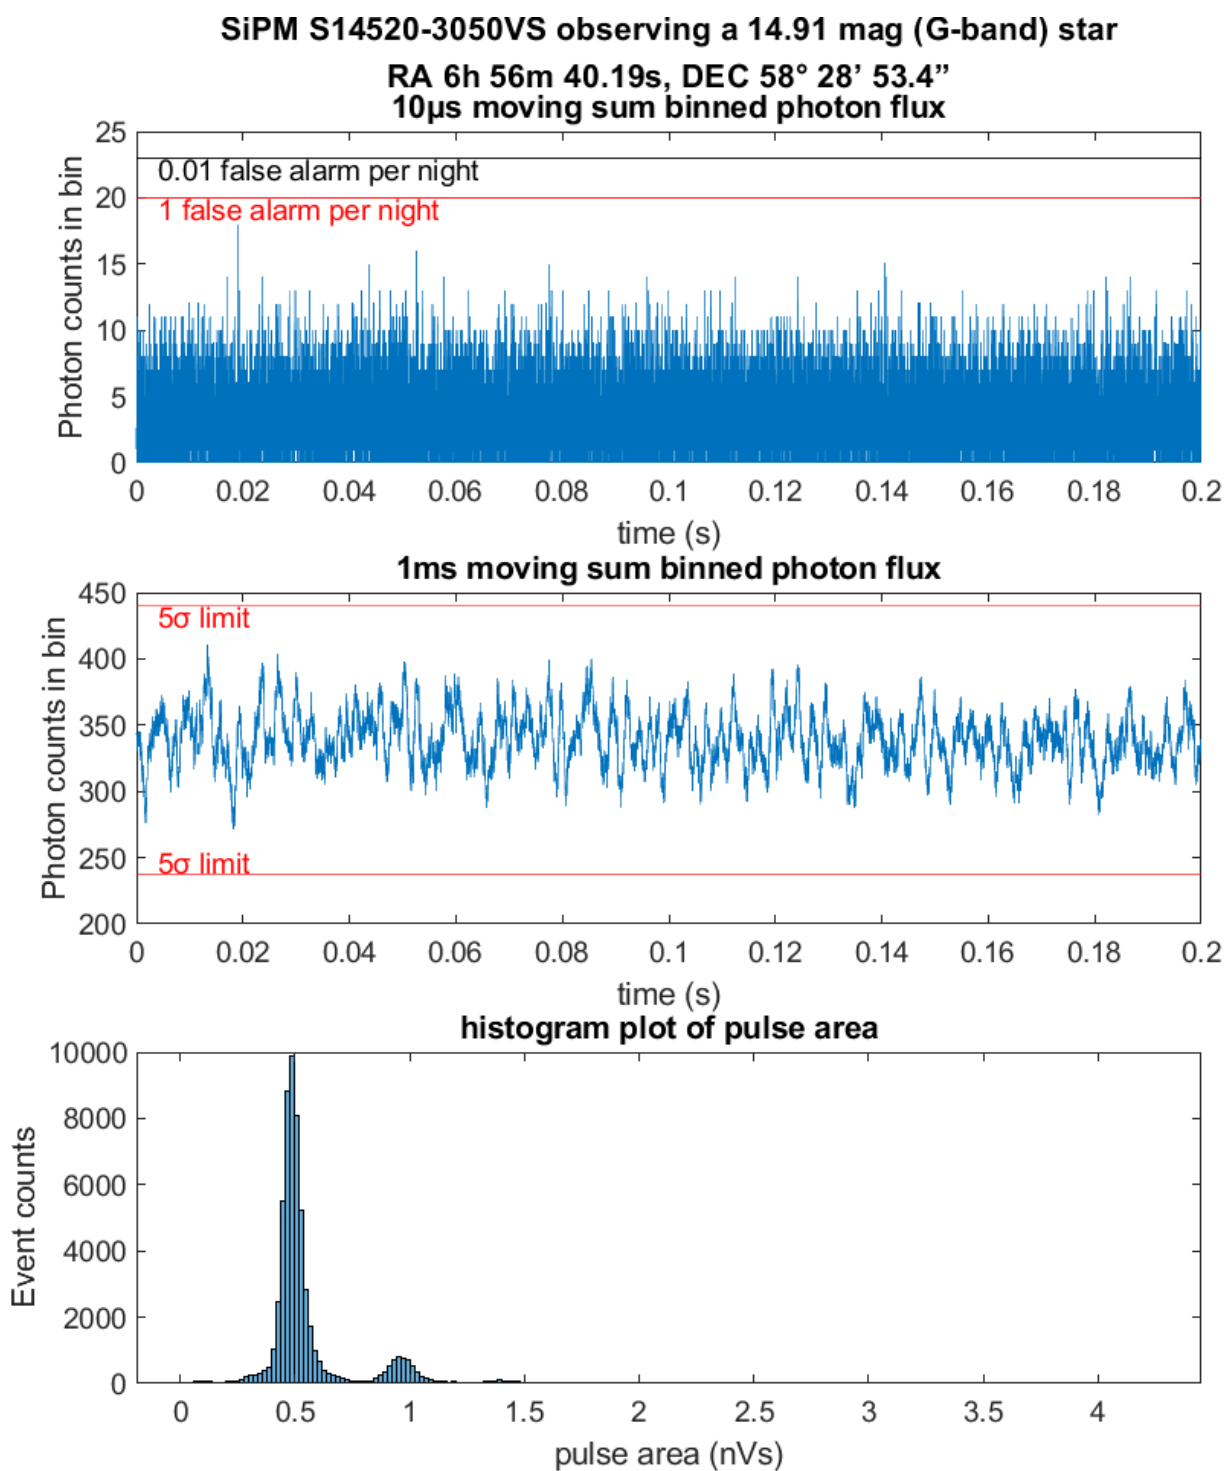 SiPM S14520-3050VS observing a 14.91 mag (G-band) star
RA 6h 56m 40.19s, DEC 58° 28’ 53.4”
10μs moving sum binned photon flux
25
20
15
10
5
0
Photon counts in bin
0.01 false alarm per night
1 false alarm per night
0 0.02 0.04 0.06 0.08 0.1 0.12 0.14 0.16 0.18 0.2
time (s)
1ms moving sum binned photon flux
450
400
350
300
250
200
Photon counts in bin
5σ limit
5σ limit
0 0.02 0.04 0.06 0.08 0.1 0.12 0.14 0.16 0.18 0.2
time (s)
histogram plot of pulse area
10000
8000
6000
4000
2000
0
Event counts
0 0.5 1 1.5 2 2.5 3 3.5 4
pulse area (nVs)